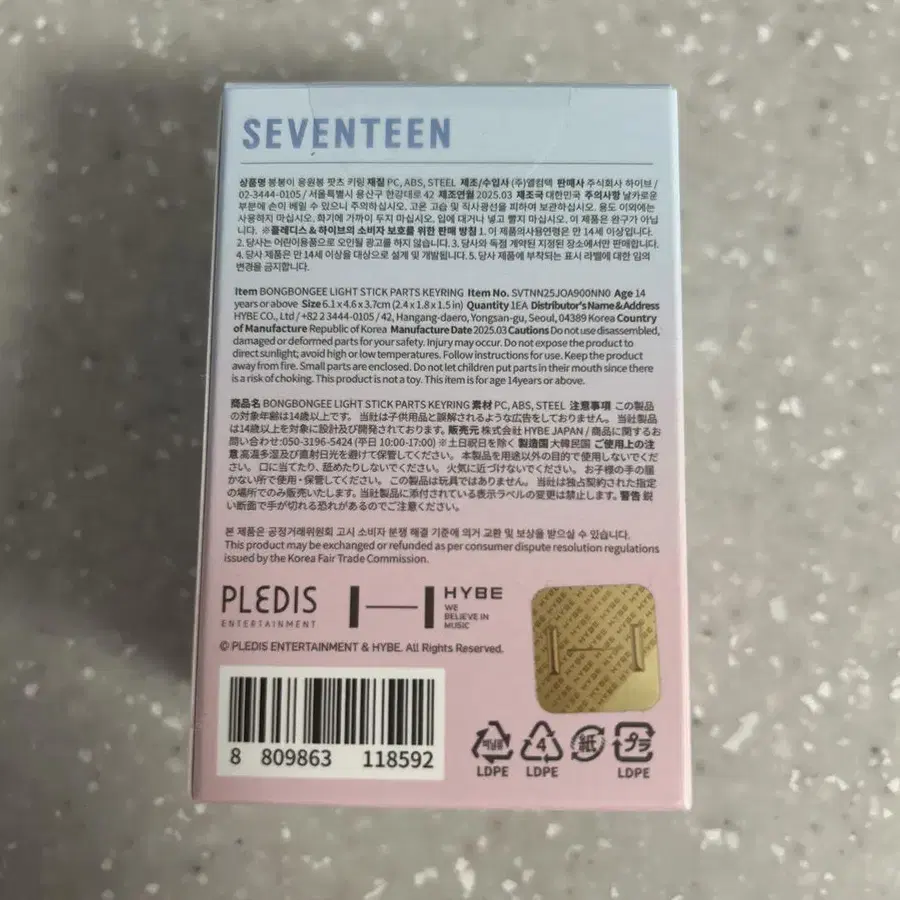 SEVENTEEN
상품명 봉봉이 응원봉 팟츠 키링 재질 PC, ABS, STEEL 제조/수입사 (주)엘컴텍 판매사 주식회사 하이브 /
02-3444-0105 / 서울특별시 용산구 한강대로 42 제조연월 2025.03 제조국 대한민국 주의사항 날카로운
부분에 손이 베일 수 있으니 주의하십시오. 고온 고습 및 직사광선을 피하여 보관하십시오. 용도 이외에는
사용하지 마십시오. 화기에 가까이 두지 마십시오. 입에 대거나 넣고 빨지 마십시오. 이 제품은 완구가 아닙니
다. ※플레디스 & 하이브의 소비자 보호를 위한 판매 방침 1. 이 제품의사용연령은 만 14세 이상입니다.
2. 당사는 어린이용품으로 오인될 광고를 하지 않습니다. 3. 당사와 독점 계약된 지정된 장소에서만 판매합니다.
4. 당사 제품은 만 14세 이상을 대상으로 설계 및 개발됩니다. 5. 당사 제품에 부착되는 표시 라벨에 대한 임의
변경을 금지합니다.
Item BONGBONGEE LIGHT STICK PARTS KEYRING Item No. SVTNN25JOA900NN0 Age 14
years or above Size 6.1 x 4.6 x 3.7cm (2.4 x 1.8 x 1.5 in) Quantity 1EA Distributor's Name & Address
HYBE CO., Ltd / +82 2 3444-0105 / 42, Hangang-daero, Yongsan-gu, Seoul, 04389 Korea Country
of Manufacture Republic of Korea Manufacture Date 2025.03 Cautions Do not use disassembled,
damaged or deformed parts for your safety. Injury may occur. Do not expose the product to
direct sunlight; avoid high or low temperatures. Follow instructions for use. Keep the product
away from fire. Small parts are enclosed. Do not let children put parts in their mouth since there
is a risk of choking. This product is not a toy. This item is for age 14years or above.
商品名 BONGBONGEE LIGHT STICK PARTS KEYRING 素材 PC, ABS, STEEL 注意事項 この製品
の対象年齢は14歳以上です。 当社は子供用品と誤解されるような広告をしておりません。 当社製品
は14歳以上を対象に設計及び開発されております。販売元 株式会社 HYBE JAPAN / 商品に関するお
問い合わせ:050-3196-5424 (平日 10:00-17:00) ※土日祝日を除く 製造国 大韓民国 ご使用上の注
意 高温多湿及び直射日光を避けて保管してください。 本製品を用途以外の目的で使用しないでくだ
さい。 口に当てたり、舐めたりしないでください。 火気に近づけないでください。 お子様の手の届
かない所で使用・保管してください。 この製品は玩具ではありません。 当社は独占契約された指定
の場所でのみ販売いたします。当社製品に添付されている表示ラベルの変更は禁止します。警告 鋭
い断面で手が切れる恐れがあるのでご注意ください。
본 제품은 공정거래위원회 고시 소비자 분쟁 해결 기준에 의거 교환 및 보상을 받으실 수 있습니다.
This product may be exchanged or refunded as per consumer dispute resolution regulations
issued by the Korea Fair Trade Commission.
PLEDIS
ENTERTAINMENT
HYBE
WE
BELIEVE IN
MUSIC
© PLEDIS ENTERTAINMENT & HYBE. All Rights Reserved.
HYBE HYBE HYBE
8 809863 118592
비닐류 4 紙 プラ
LDPE LDPE LDPE